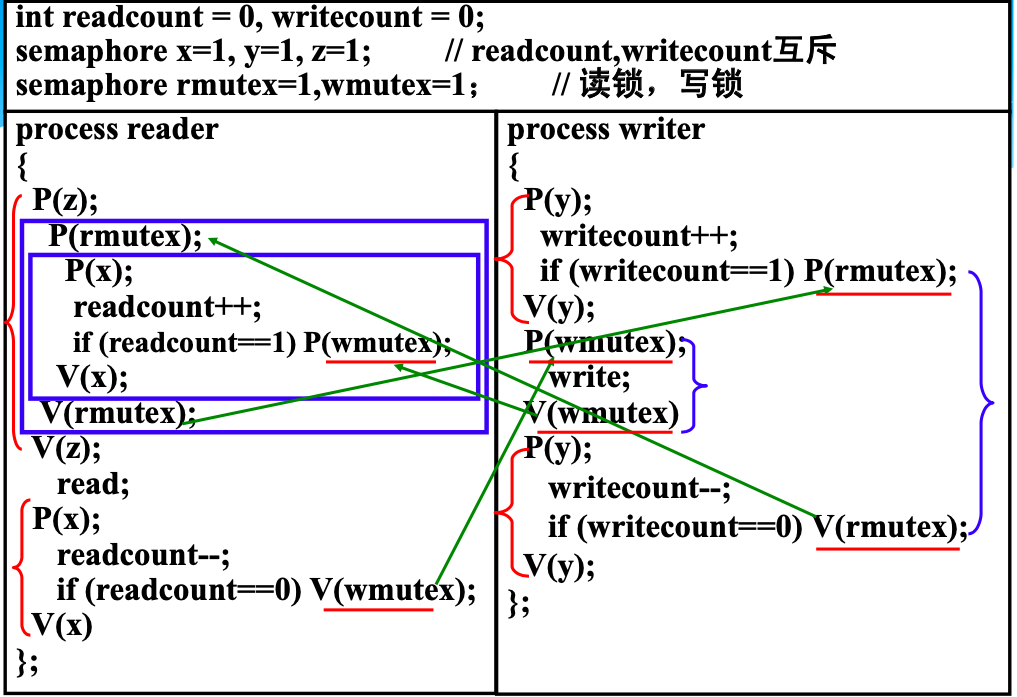 int readcount = 0, writecount = 0;
semaphore x=1, y=1, z=1; // readcount,writecount互斥
semaphore rmutex=1,wmutex=1； // 读锁，写锁
process reader
{
P(z);
P(rmutex);
P(x);
readcount++;
if (readcount==1) P(wmutex);
V(x);
V(rmutex);
V(z);
read;
P(x);
readcount--;
if (readcount==0) V(wmutex);
V(x)
};
process writer
{
P(y);
writecount++;
if (writecount==1) P(rmutex);
V(y);
P(wmutex);
write;
V(wmutex)
P(y);
writecount--;
if (writecount==0) V(rmutex);
V(y);
};